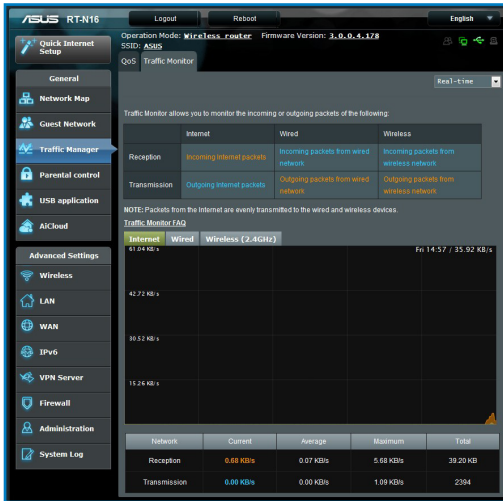 ASUS RT-N16 Logout Reboot English
Quick Internet Setup
Operation Mode: Wireless router Firmware Version: 3.0.0.4.178
SSID: ASUS
QoS Traffic Monitor
General
Network Map
Guest Network
Traffic Manager
Parental control
USB application
AiCloud
Advanced Settings
Wireless
LAN
WAN
IPv6
VPN Server
Firewall
Administration
System Log
Real-time
Traffic Monitor allows you to monitor the incoming or outgoing packets of the following:
Internet Wired Wireless
Reception Incoming Internet packets Incoming packets from wired network Incoming packets from wireless network
Transmission Outgoing Internet packets Outgoing packets from wired network Outgoing packets from wireless network
NOTE: Packets from the Internet are evenly transmitted to the wired and wireless devices.
Traffic Monitor FAQ
Internet Wired Wireless (2.4GHz)
61.04 KB/s Fri 14:57 / 35.92 KB/s
42.72 KB/s
30.52 KB/s
15.26 KB/s
Network Current Average Maximum Total
Reception 0.68 KB/s 0.07 KB/s 5.68 KB/s 39.20 KB
Transmission 0.00 KB/s 0.00 KB/s 1.09 KB/s 2394